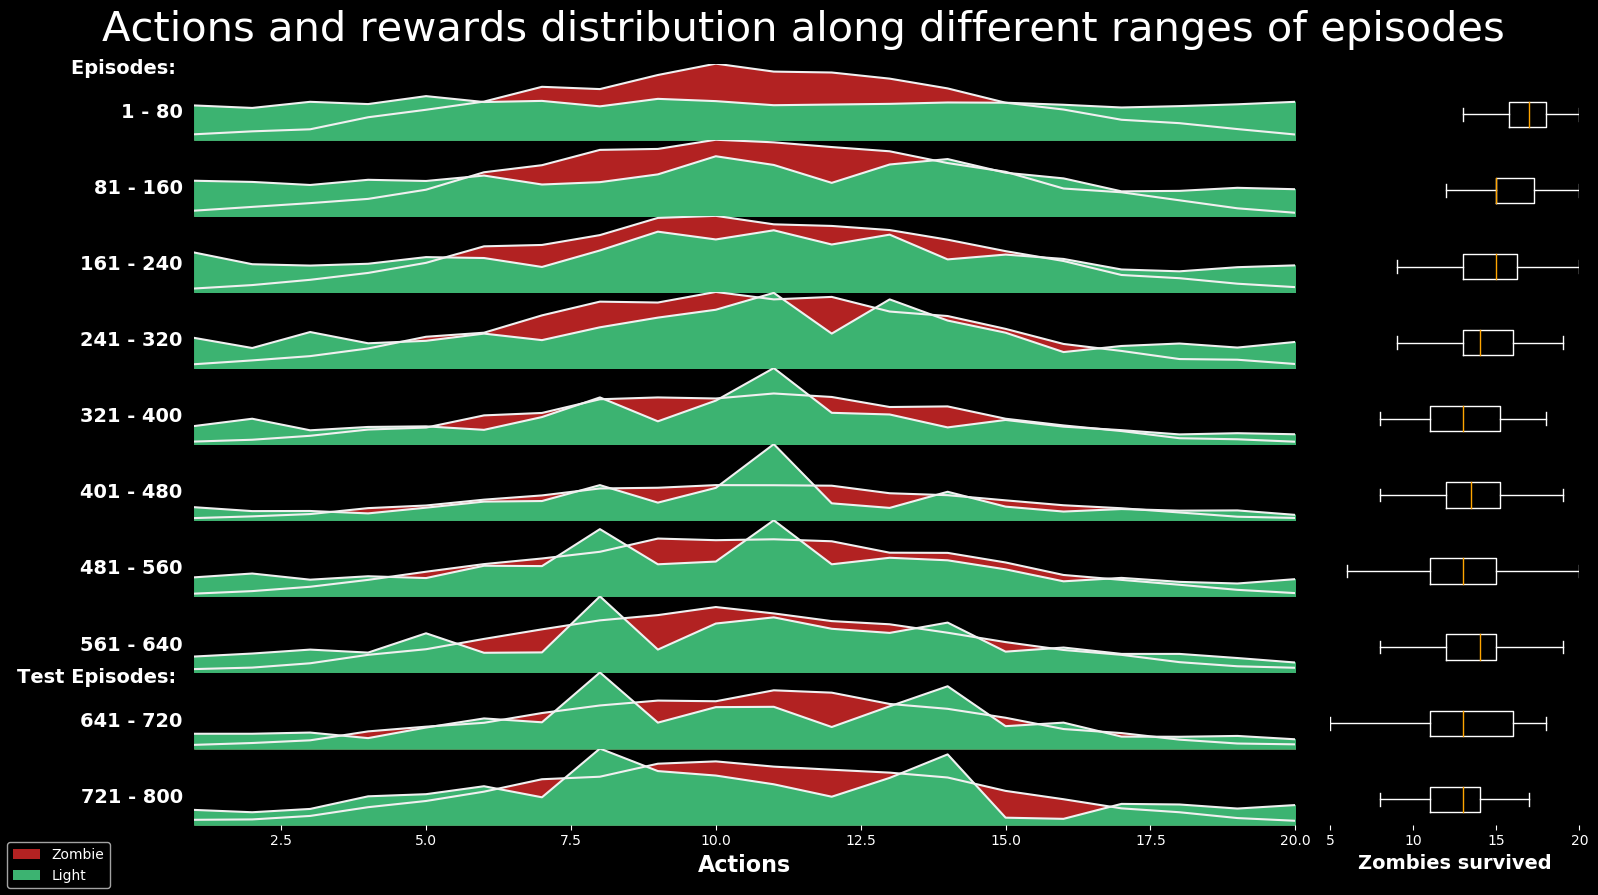 Actions and rewards distribution along different ranges of episodes
Episodes:
1 - 80
81 - 160
161 - 240
241 - 320
321 - 400
401 - 480
481 - 560
561 - 640
Test Episodes:
641 - 720
721 - 800
2.5 5.0 7.5 10.0 12.5 15.0 17.5 20.0 5 10 15 20
Actions Zombies survived
Zombie
Light